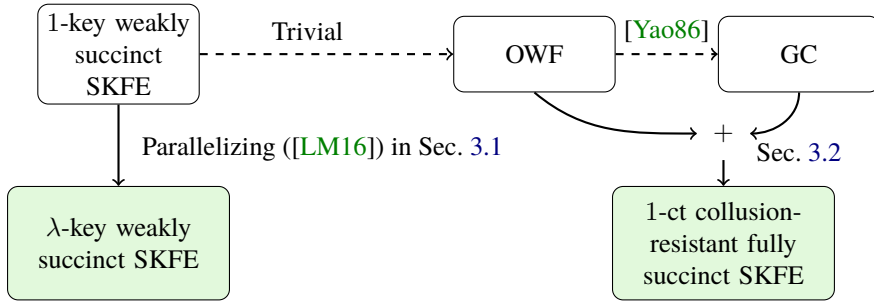 1-key weakly
succinct
SKFE
Trivial
OWF
[Yao86]
GC
Parallelizing ([LM16]) in Sec. 3.1
+
Sec. 3.2
λ-key weakly
succinct SKFE
1-ct collusion-
resistant fully
succinct SKFE